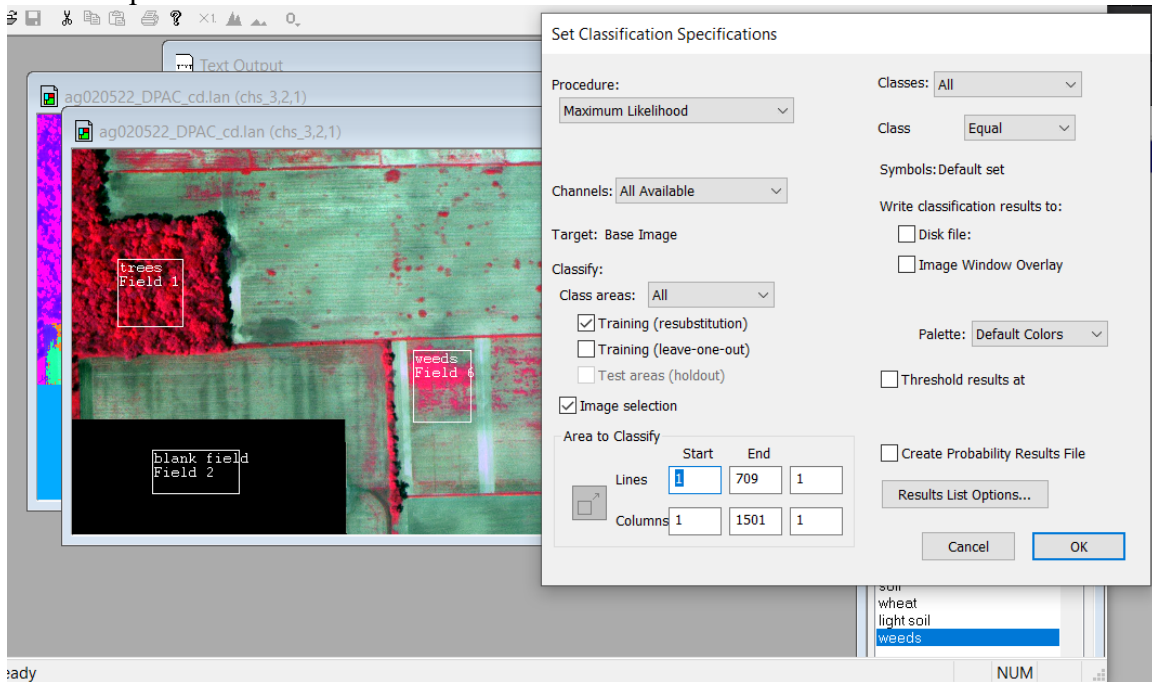 ×1
0.
Text Output
ag020522_DPAC_cd.lan (chs_3,2,1)
ag020522_DPAC_cd.lan (chs_3,2,1)
trees
Field 1
weeds
Field 6
blank field
Field 2
Set Classification Specifications
Procedure:
Maximum Likelihood
Channels: All Available
Target: Base Image
Classify:
Class areas: All
Training (resubstitution)
Training (leave-one-out)
Test areas (holdout)
Image selection
Area to Classify
Start End
Lines 1 709 1
Columns 1 1501 1
Classes: All
Class Equal
Symbols: Default set
Write classification results to:
Disk file:
Image Window Overlay
Palette: Default Colors
Threshold results at
Create Probability Results File
Results List Options...
Cancel OK
soil
wheat
light soil
weeds
eady
NUM